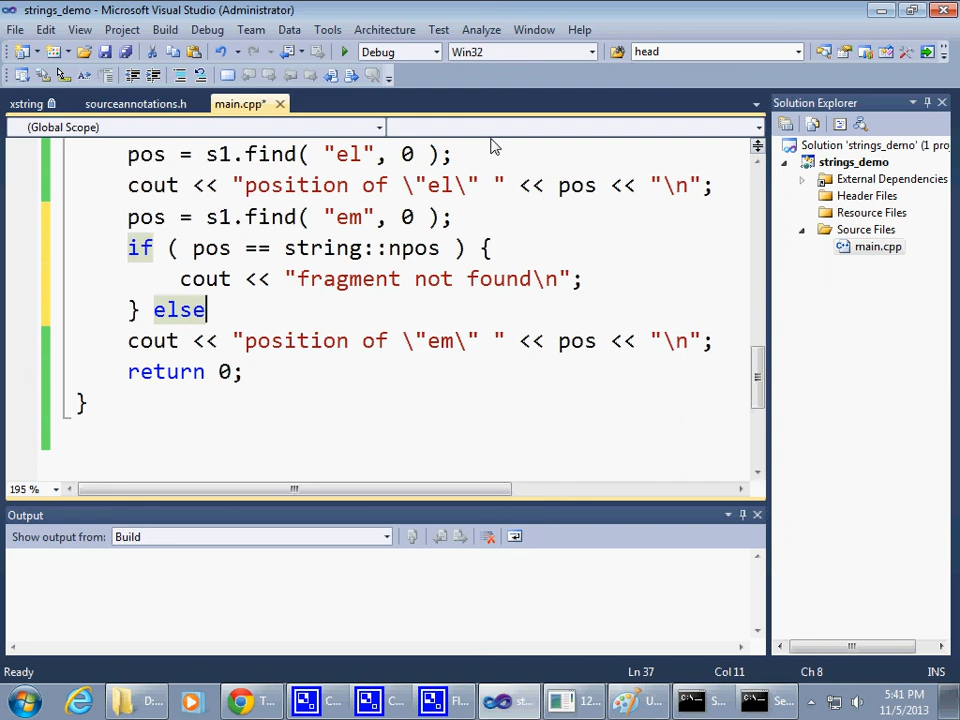 strings_demo - Microsoft Visual Studio (Administrator)
File Edit View Project Build Debug Team Data Tools Architecture Test Analyze Window Help
Debug Win32 head
xstring sourceannotations.h main.cpp*
(Global Scope)
pos = s1.find( "el", 0 );
cout << "position of \"el\" " << pos << "\n";
pos = s1.find( "em", 0 );
if ( pos == string::npos ) {
cout << "fragment not found\n";
} else
cout << "position of \"em\" " << pos << "\n";
return 0;
}
195 %
Output
Show output from: Build
Solution Explorer
Solution 'strings_demo' (1 proj
strings_demo
External Dependencies
Header Files
Resource Files
Source Files
main.cpp
Ready Ln 37 Col 11 Ch 8 INS
D:... C... C... Fl... st... 12... U... S... Se...
5:41 PM
11/5/2013